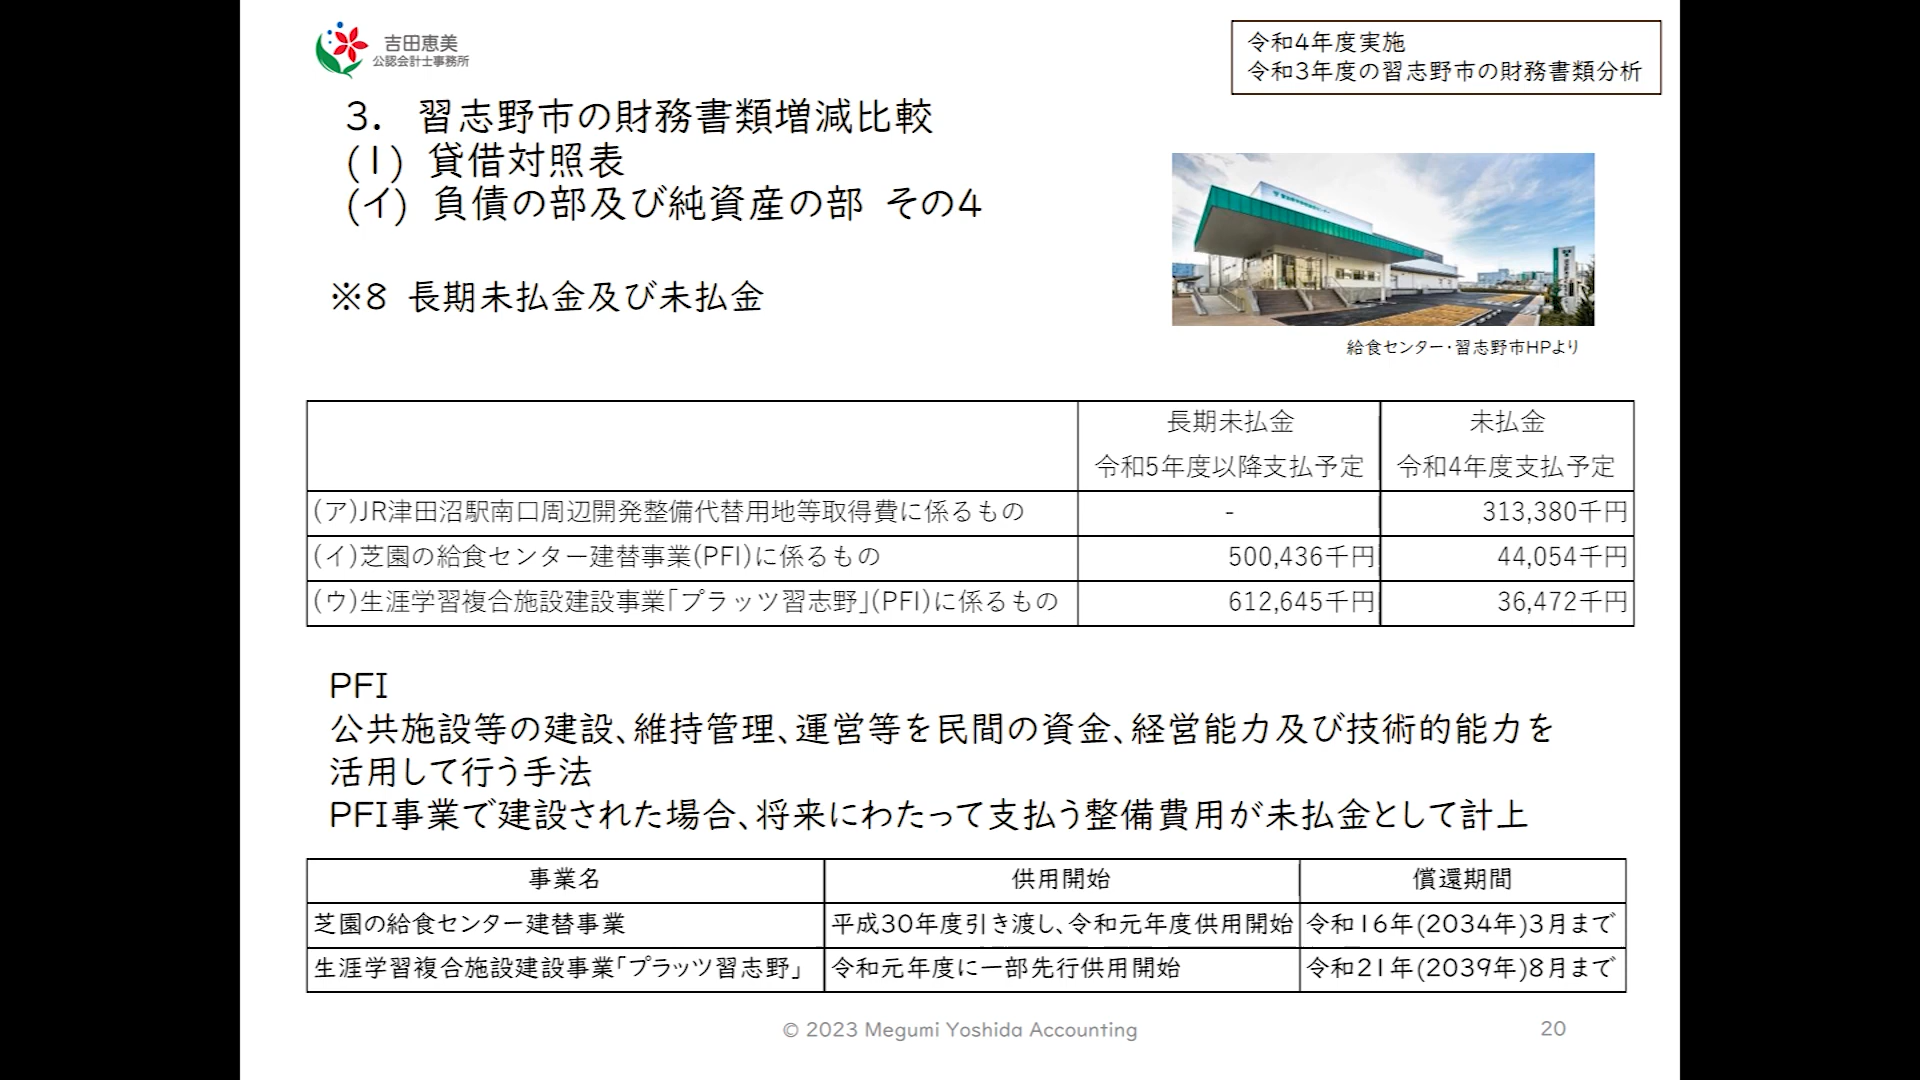 吉田恵美
公認会計士事務所
令和4年度実施
令和3年度の習志野市の財務書類分析
3. 習志野市の財務書類増減比較
(1) 貸借対照表
(イ) 負債の部及び純資産の部 その4
※8 長期未払金及び未払金
給食センター・習志野市HPより
長期未払金 未払金
令和5年度以降支払予定 令和4年度支払予定
(ア)JR津田沼駅南口周辺開発整備代替用地等取得費に係るもの - 313,380千円
(イ)芝園の給食センター建替事業(PFI)に係るもの 500,436千円 44,054千円
(ウ)生涯学習複合施設建設事業「プラッツ習志野」(PFI)に係るもの 612,645千円 36,472千円
PFI
公共施設等の建設、維持管理、運営等を民間の資金、経営能力及び技術的能力を
活用して行う手法
PFI事業で建設された場合、将来にわたって支払う整備費用が未払金として計上
事業名 供用開始 償還期間
芝園の給食センター建替事業 平成30年度引き渡し、令和元年度供用開始 令和16年(2034年)3月まで
生涯学習複合施設建設事業「プラッツ習志野」 令和元年度に一部先行供用開始 令和21年(2039年)8月まで
© 2023 Megumi Yoshida Accounting
20